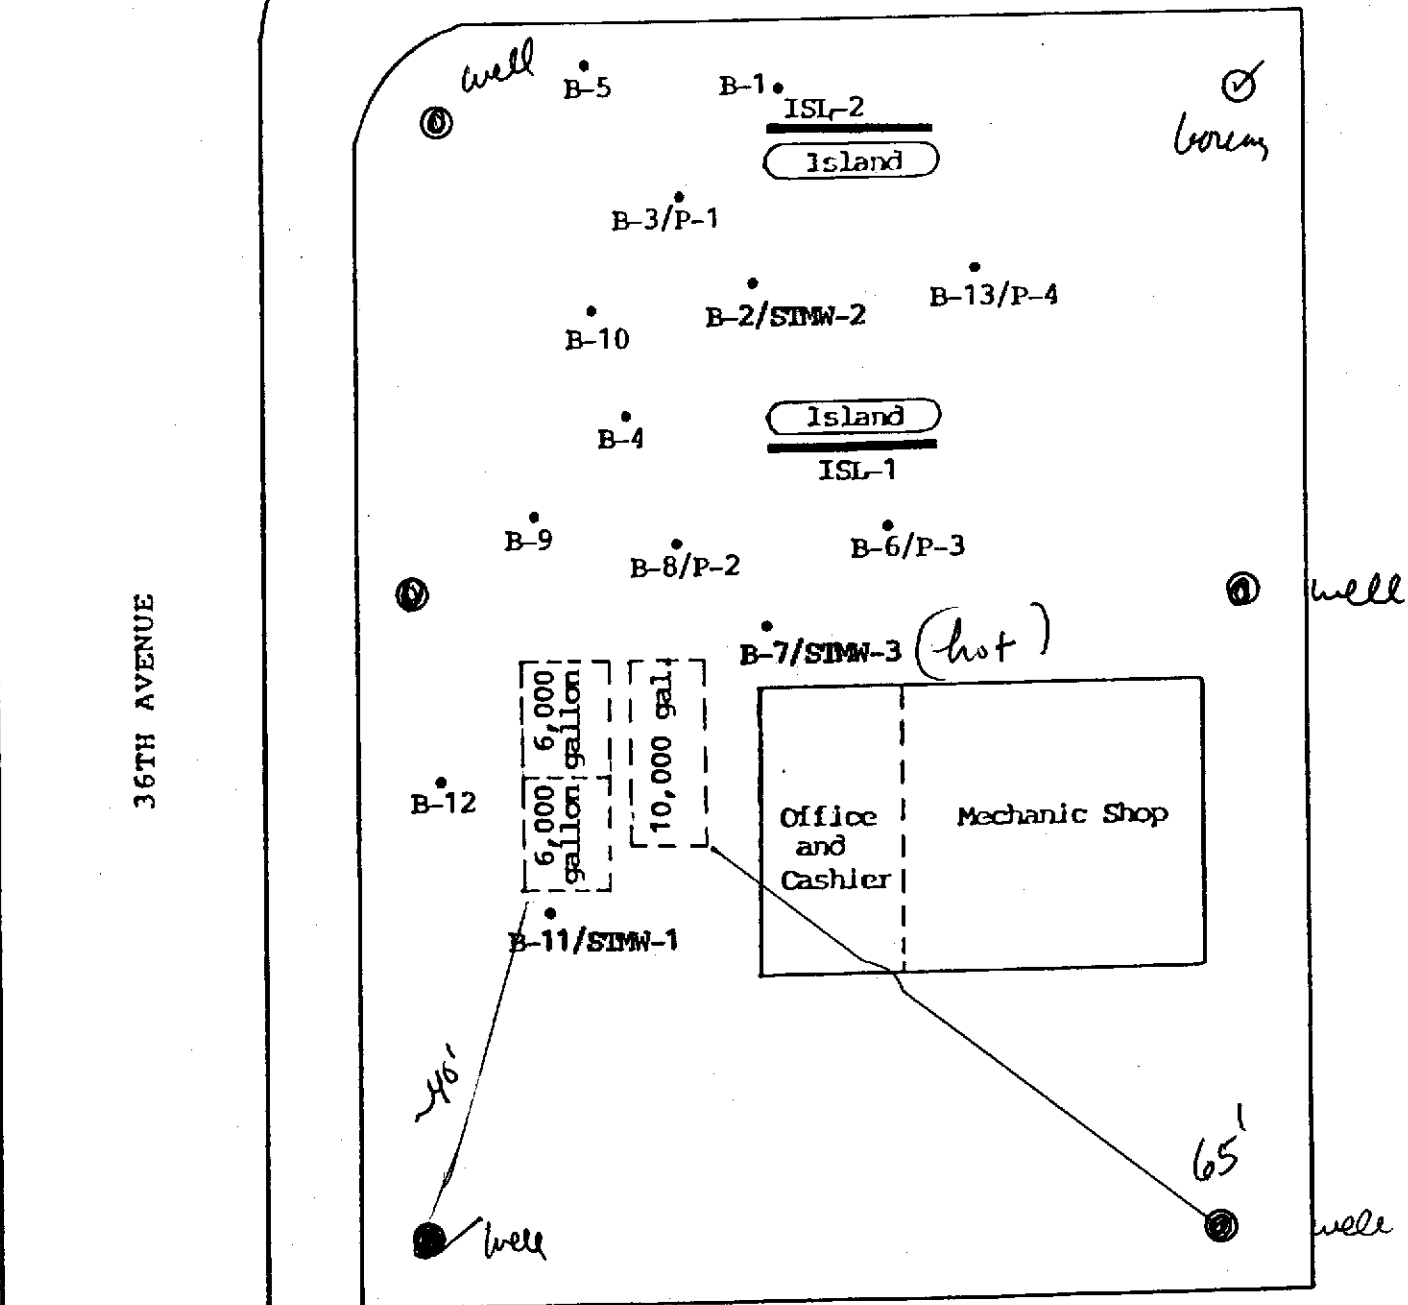 well
B-5
B-1
ISL-2
Island
boring
B-3/P-1
B-13/P-4
B-2/STMW-2
B-10
Island
B-4
ISL-1
B-9
B-6/P-3
B-8/P-2
well
B-7/STMW-3 (hot)
36TH AVENUE
6,000
gallon
10,000 gal.
6,000
gallon
B-12
Office
and
Cashier
Mechanic Shop
B-11/STMW-1
~40'
65'
well
well